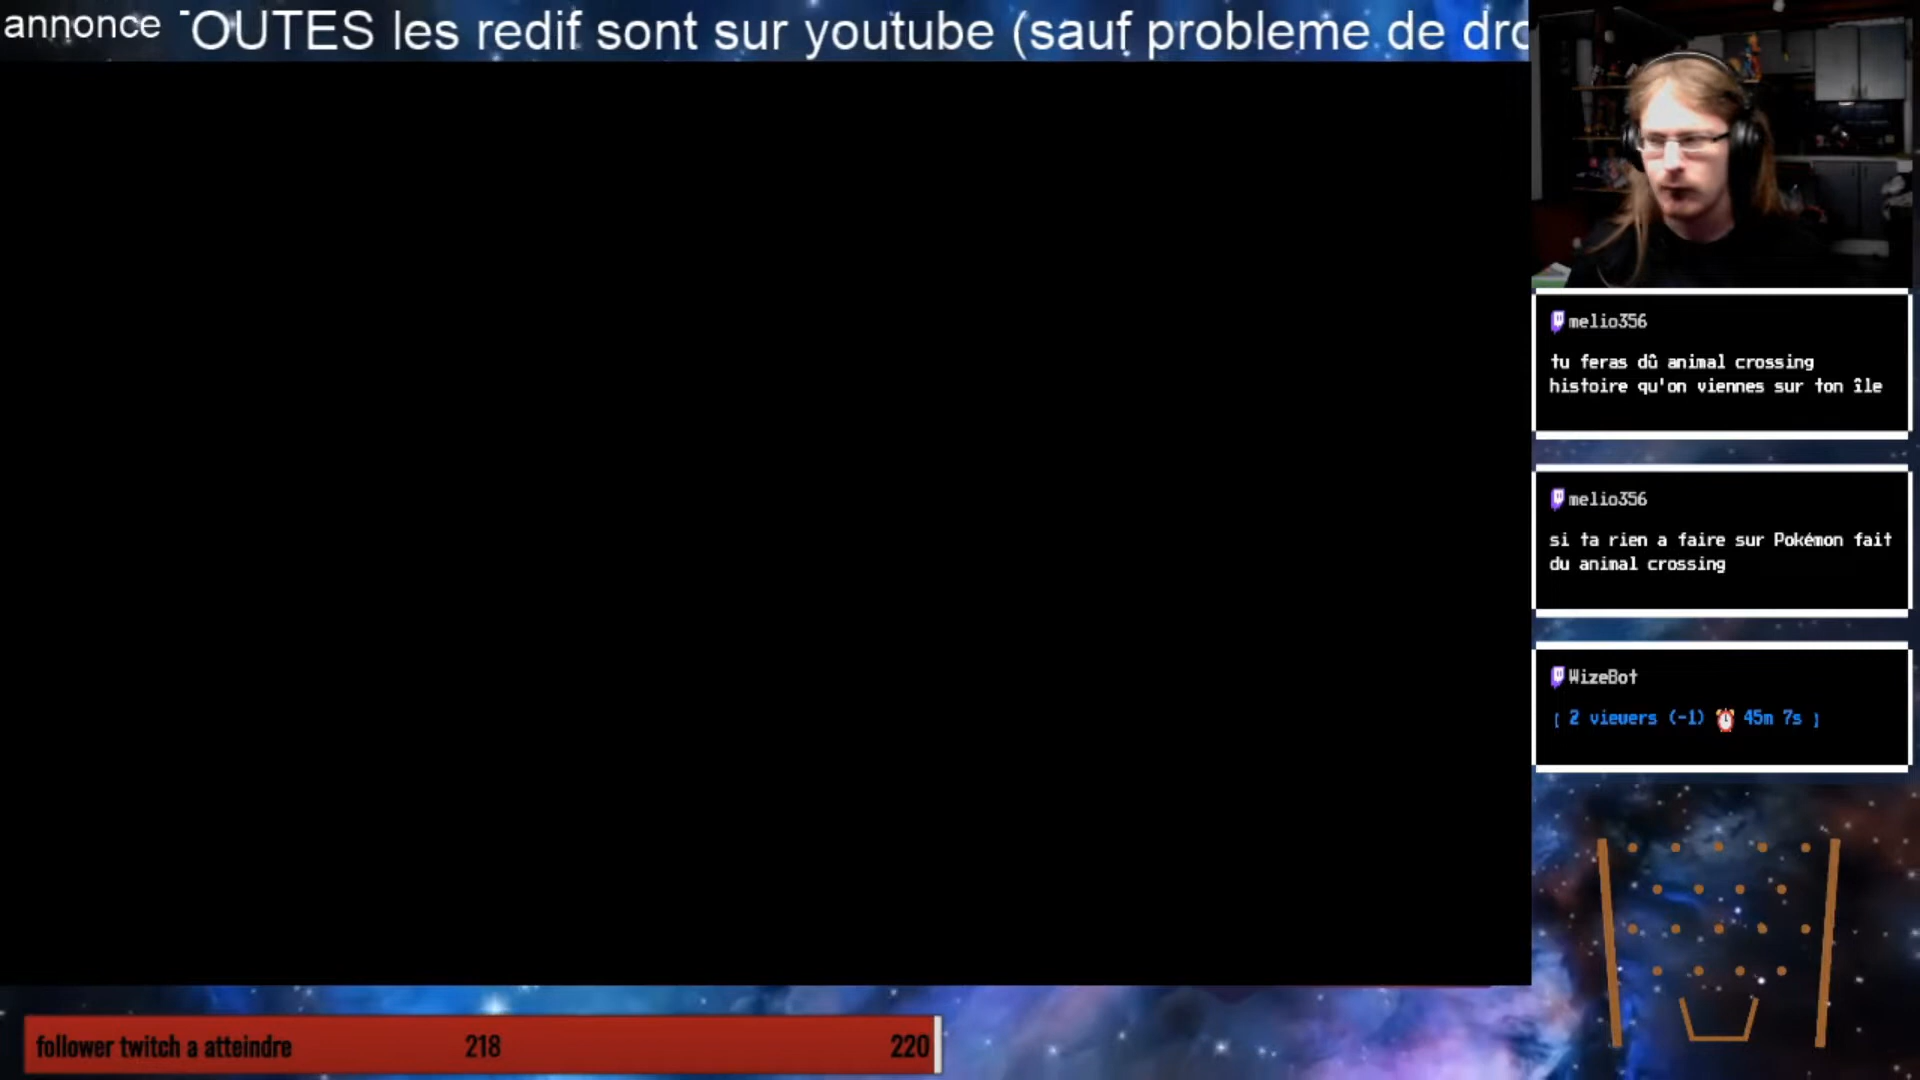 annonce TOUTES les redif sont sur youtube (sauf probleme de dro
melio356
tu feras dû animal crossing
histoire qu'on viennes sur ton île
melio356
si ta rien a faire sur Pokémon fait
du animal crossing
WizeBot
[ 2 viewers (-1) ⏰ 45m 7s ]
follower twitch a atteindre 218 220